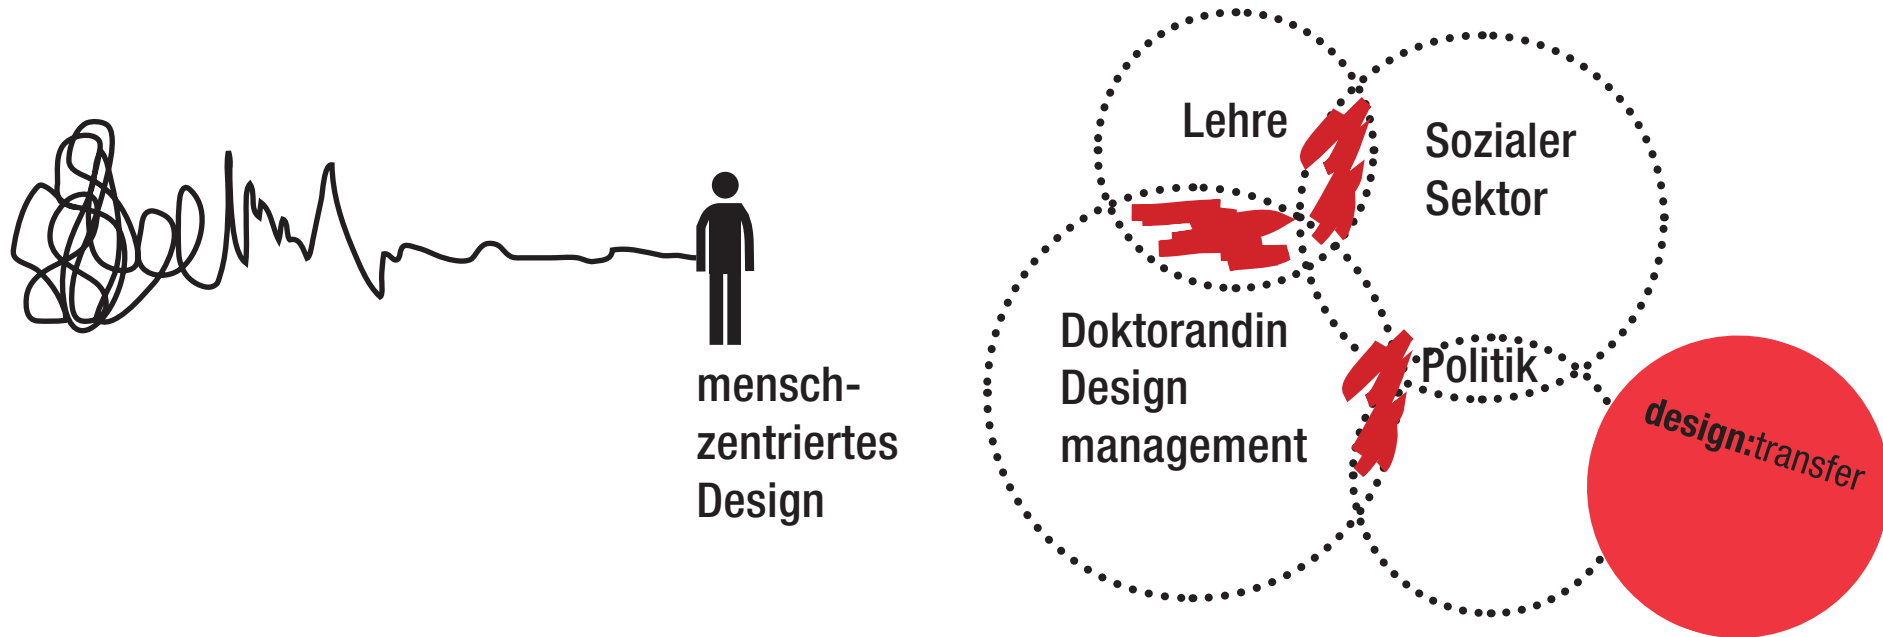 mensch-
zentriertes
Design
Lehre
Sozialer
Sektor
Doktorandin
Design
management
Politik
design:transfer